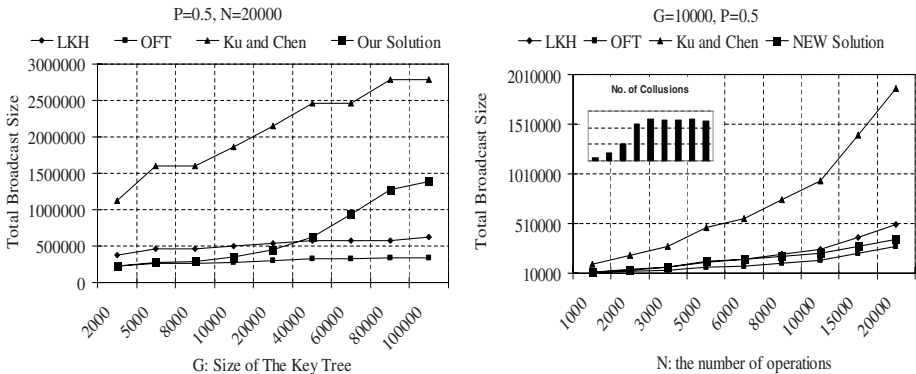 P=0.5, N=20000
LKH OFT Ku and Chen Our Solution
Total Broadcast Size
3000000
2500000
2000000
1500000
1000000
500000
0
2000 5000 8000 10000 20000 40000 60000 80000 100000
G: Size of The Key Tree
G=10000, P=0.5
LKH OFT Ku and Chen NEW Solution
Total Broadcast Size
2010000
1510000
1010000
510000
10000
No. of Collusions
1000 2000 3000 5000 6000 8000 10000 15000 20000
N: the number of operations